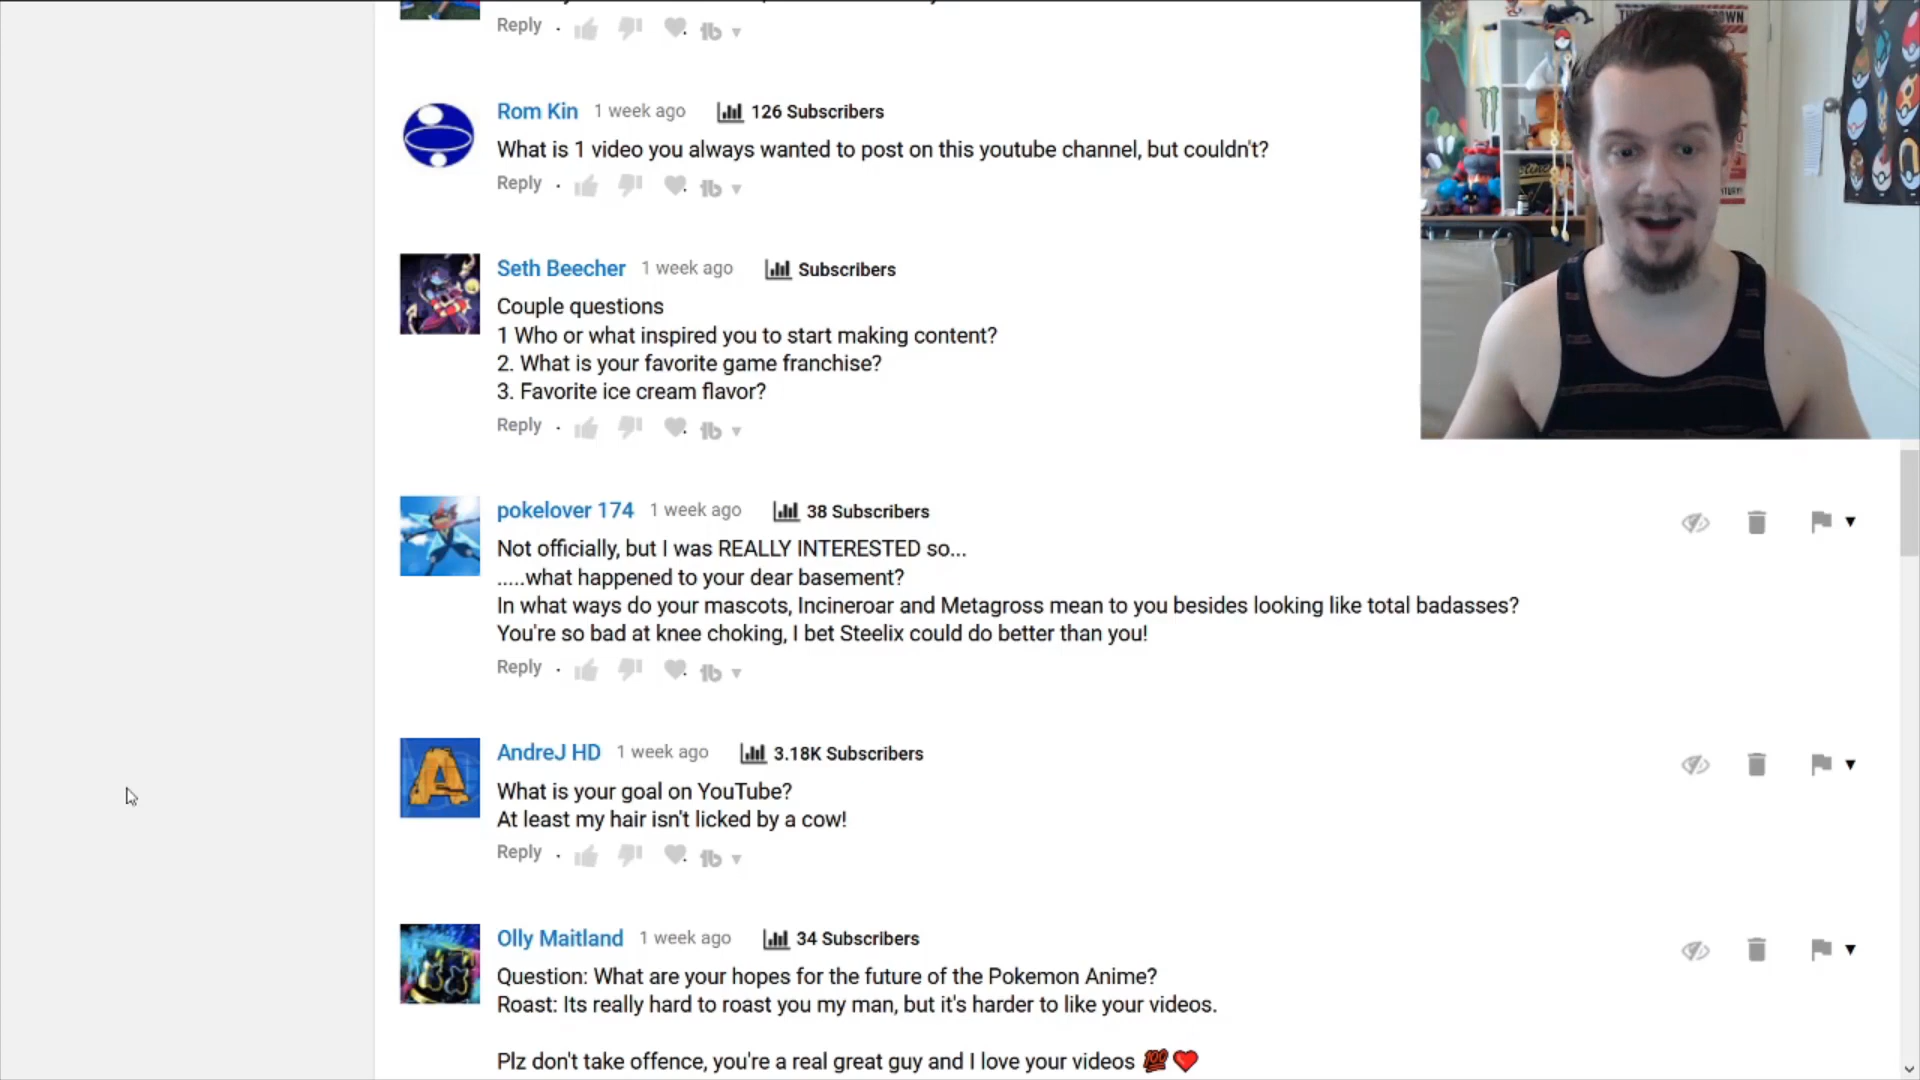 Reply
Rom Kin 1 week ago 126 Subscribers
What is 1 video you always wanted to post on this youtube channel, but couldn't?
Reply
Seth Beecher 1 week ago Subscribers
Couple questions
1 Who or what inspired you to start making content?
2. What is your favorite game franchise?
3. Favorite ice cream flavor?
Reply
pokelover 174 1 week ago 38 Subscribers
Not officially, but I was REALLY INTERESTED so...
.....what happened to your dear basement?
In what ways do your mascots, Incineroar and Metagross mean to you besides looking like total badasses?
You're so bad at knee choking, I bet Steelix could do better than you!
Reply
AndreJ HD 1 week ago 3.18K Subscribers
What is your goal on YouTube?
At least my hair isn't licked by a cow!
Reply
Olly Maitland 1 week ago 34 Subscribers
Question: What are your hopes for the future of the Pokemon Anime?
Roast: Its really hard to roast you my man, but it's harder to like your videos.
Plz don't take offence, you're a real great guy and I love your videos 💯❤️